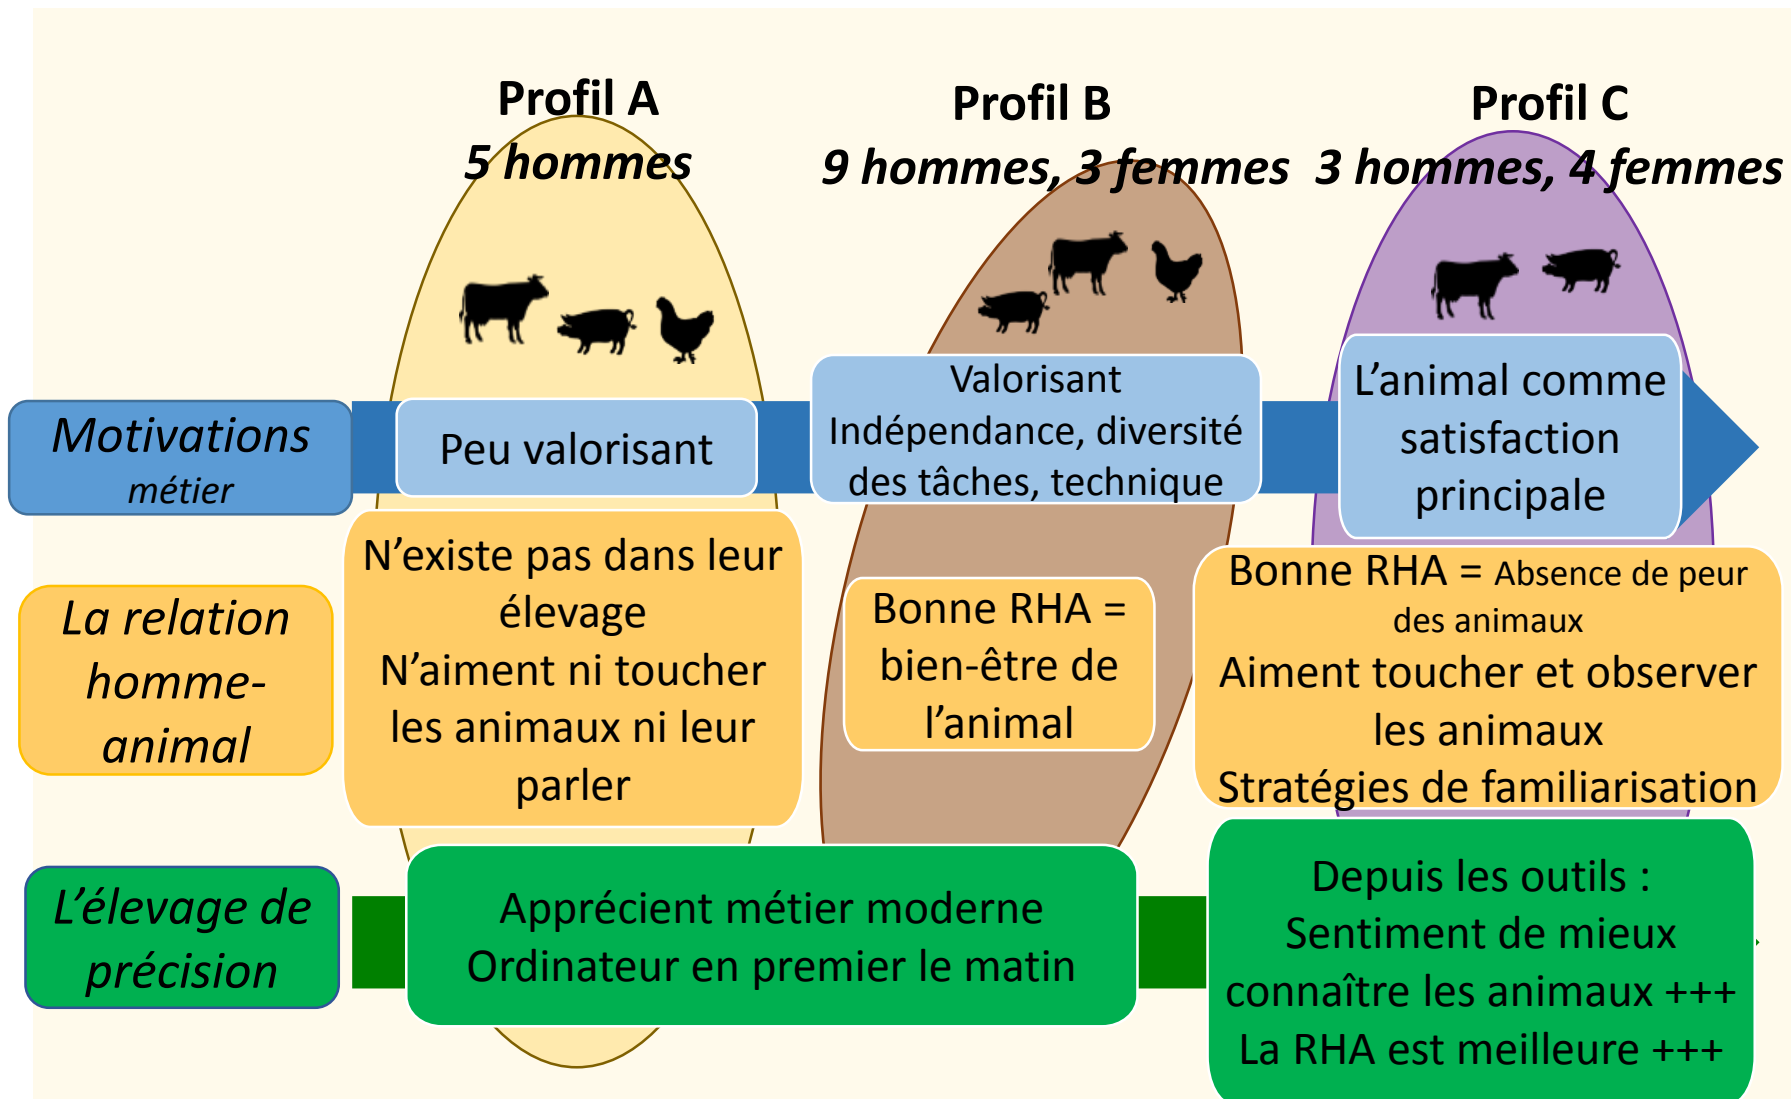 Profil A
5 hommes
Profil B
9 hommes, 3 femmes
Profil C
3 hommes, 4 femmes
Motivations
métier
Peu valorisant
Valorisant
Indépendance, diversité
des tâches, technique
L’animal comme
satisfaction
principale
La relation
homme-
animal
N’existe pas dans leur
élevage
N’aiment ni toucher
les animaux ni leur
parler
Bonne RHA =
bien-être de
l’animal
Bonne RHA = Absence de peur
des animaux
Aiment toucher et observer
les animaux
Stratégies de familiarisation
L’élevage de
précision
Apprécient métier moderne
Ordinateur en premier le matin
Depuis les outils :
Sentiment de mieux
connaître les animaux +++
La RHA est meilleure +++